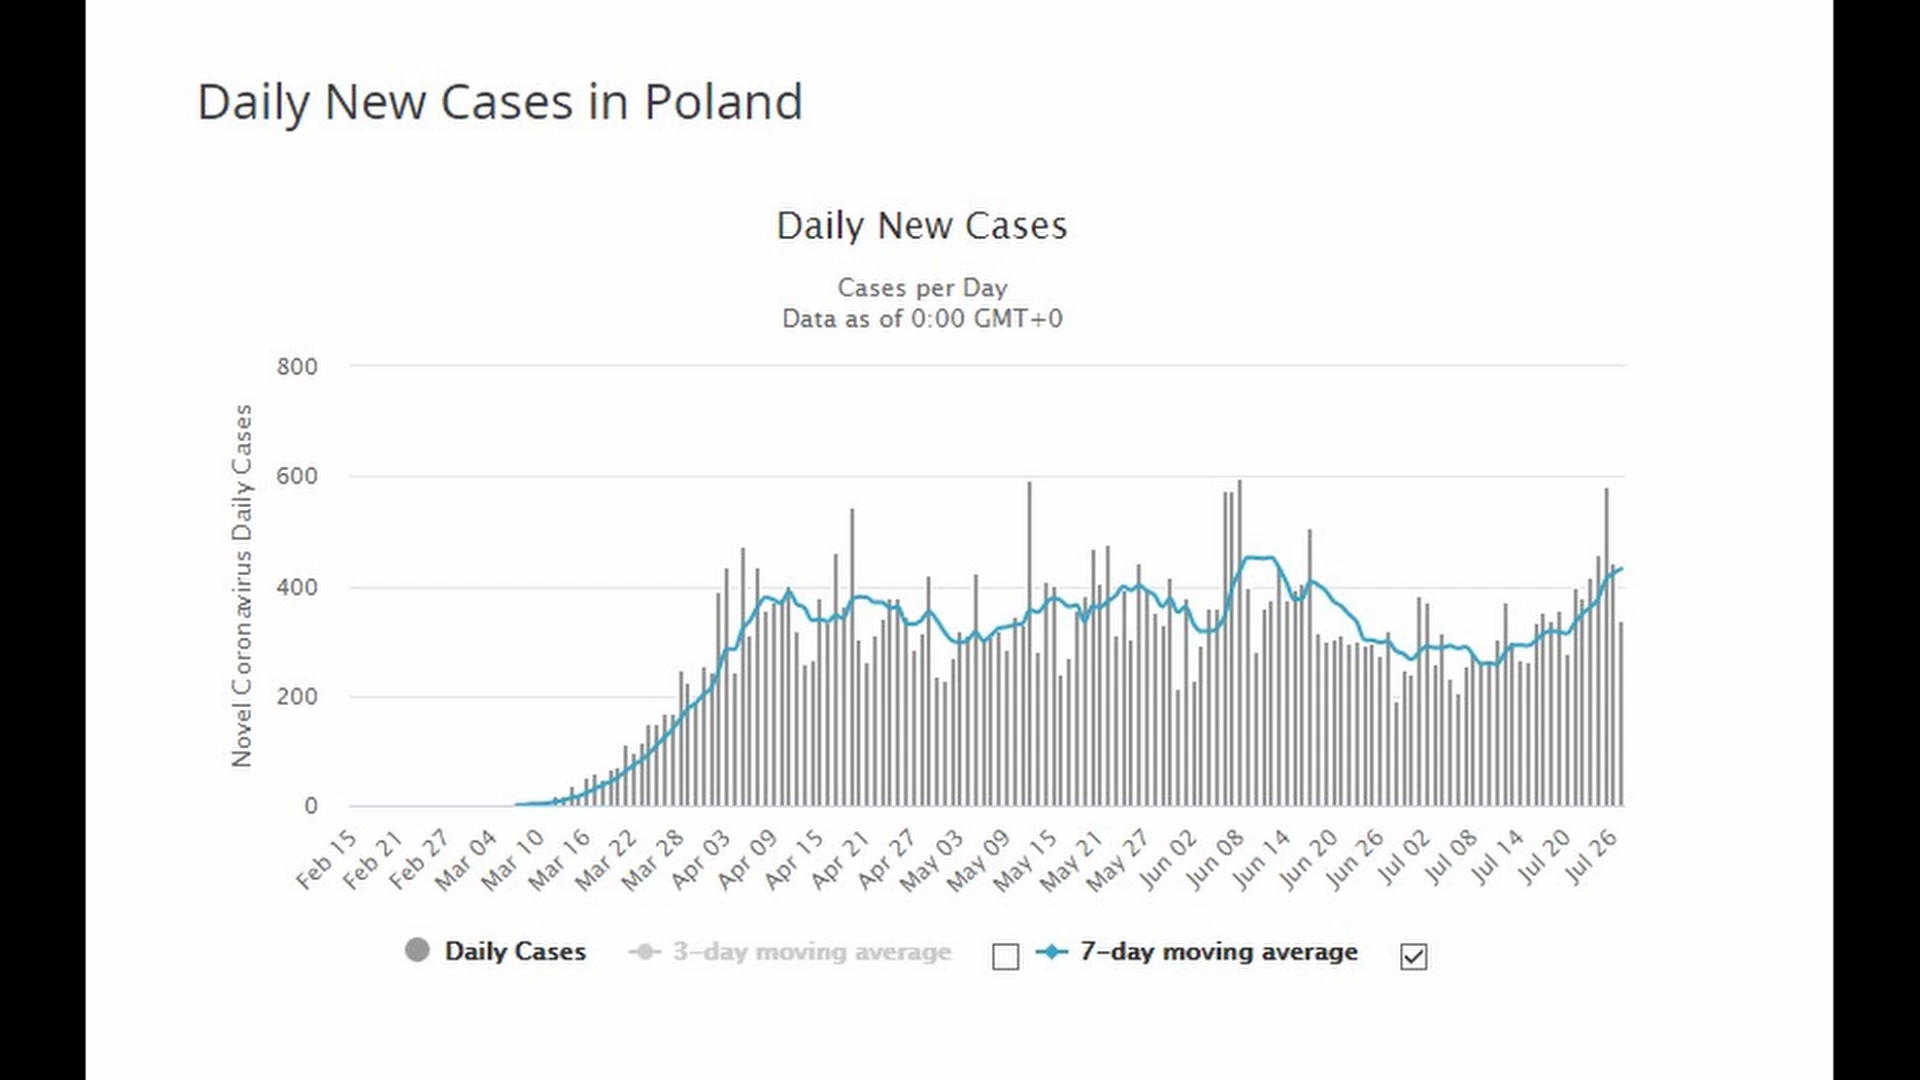 Daily New Cases in Poland
Daily New Cases
Cases per Day
Data as of 0:00 GMT+0
Novel Coronavirus Daily Cases
800
600
400
200
0
Feb 15
Feb 21
Feb 27
Mar 04
Mar 10
Mar 16
Mar 22
Mar 28
Apr 03
Apr 09
Apr 15
Apr 21
Apr 27
May 03
May 09
May 15
May 21
May 27
Jun 02
Jun 08
Jun 14
Jun 20
Jun 26
Jul 02
Jul 08
Jul 14
Jul 20
Jul 26
Daily Cases 3-day moving average 7-day moving average